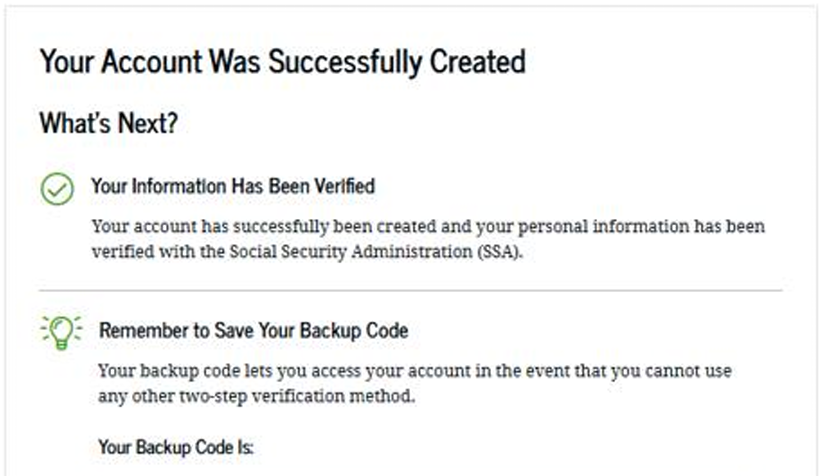 Your Account Was Successfully Created
What's Next?
Your Information Has Been Verified
Your account has successfully been created and your personal information has been
verified with the Social Security Administration (SSA).
Remember to Save Your Backup Code
Your backup code lets you access your account in the event that you cannot use
any other two-step verification method.
Your Backup Code Is: